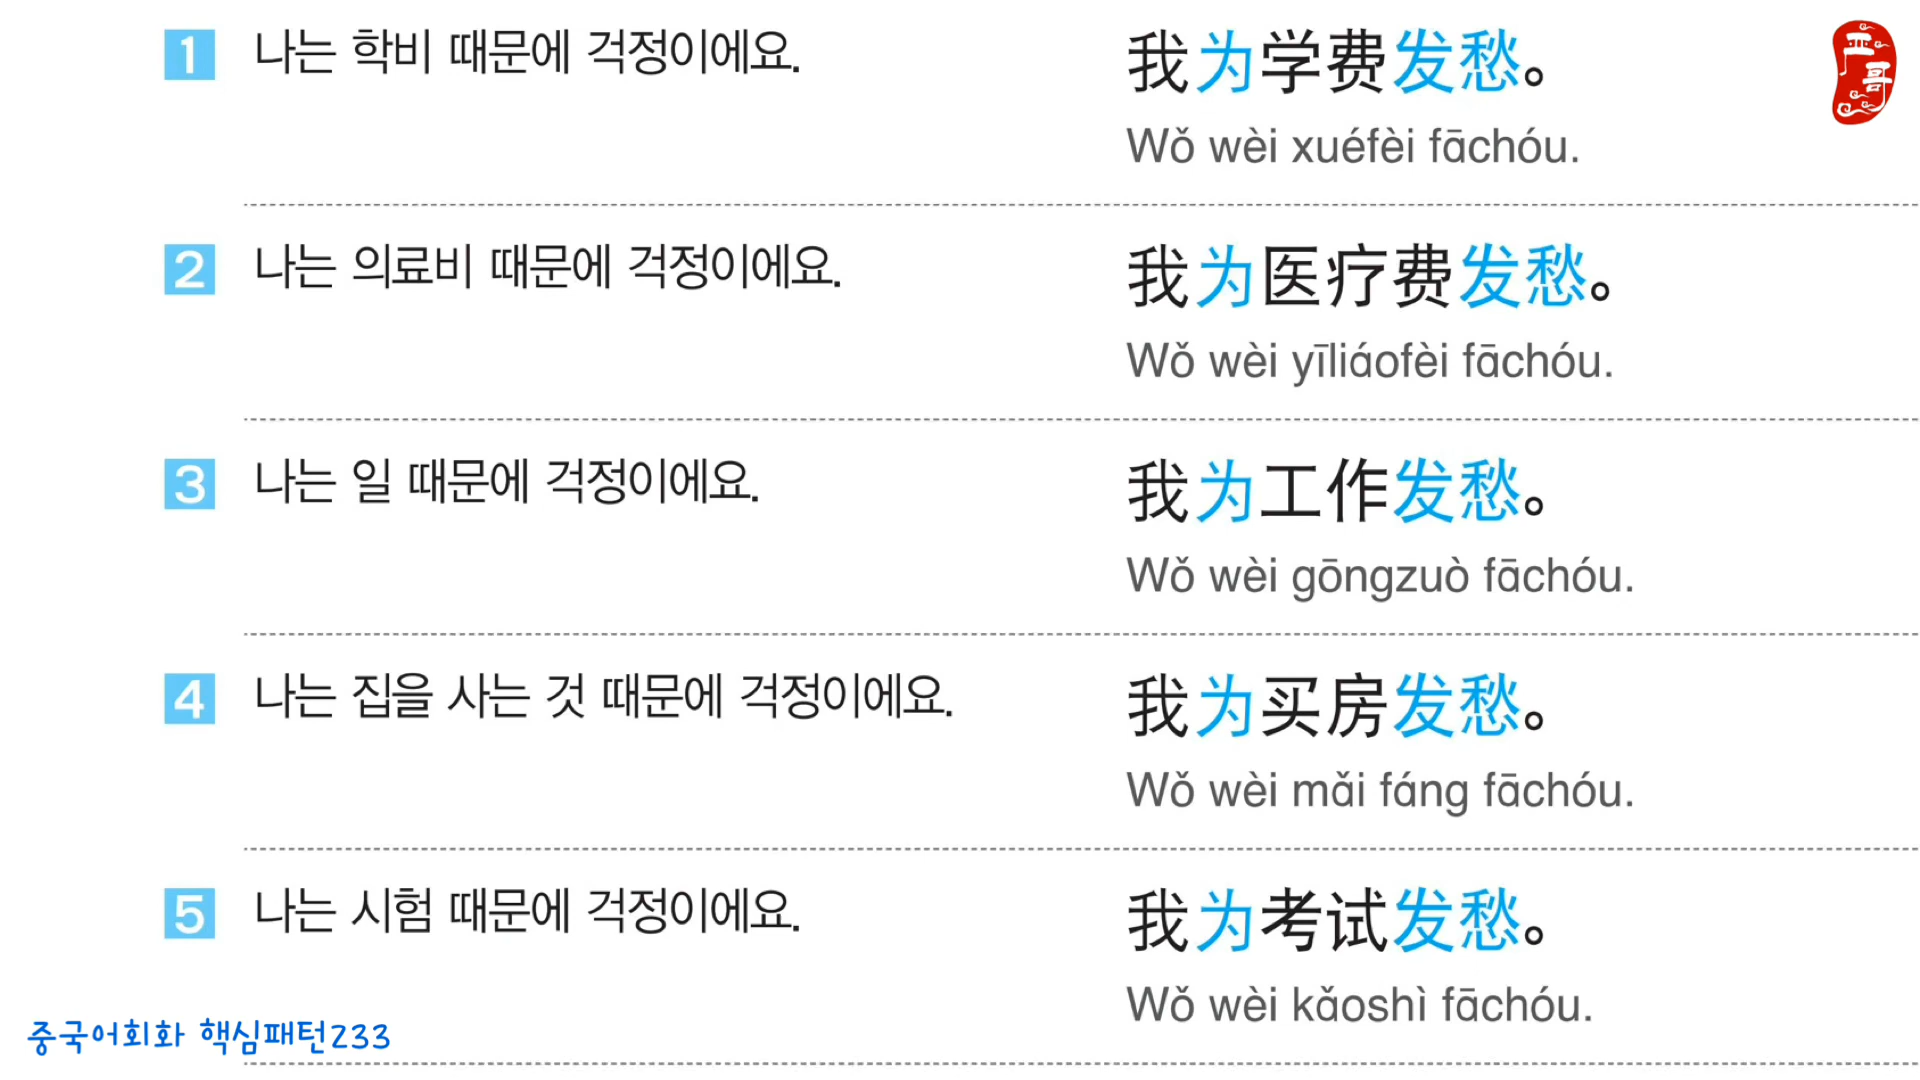 1 나는 학비 때문에 걱정이에요. 我为学费发愁。
Wǒ wèi xuéfèi fāchóu.
2 나는 의료비 때문에 걱정이에요. 我为医疗费发愁。
Wǒ wèi yīliáofèi fāchóu.
3 나는 일 때문에 걱정이에요. 我为工作发愁。
Wǒ wèi gōngzuò fāchóu.
4 나는 집을 사는 것 때문에 걱정이에요. 我为买房发愁。
Wǒ wèi mǎi fáng fāchóu.
5 나는 시험 때문에 걱정이에요. 我为考试发愁。
Wǒ wèi kǎoshì fāchóu.
중국어회화 핵심패턴233